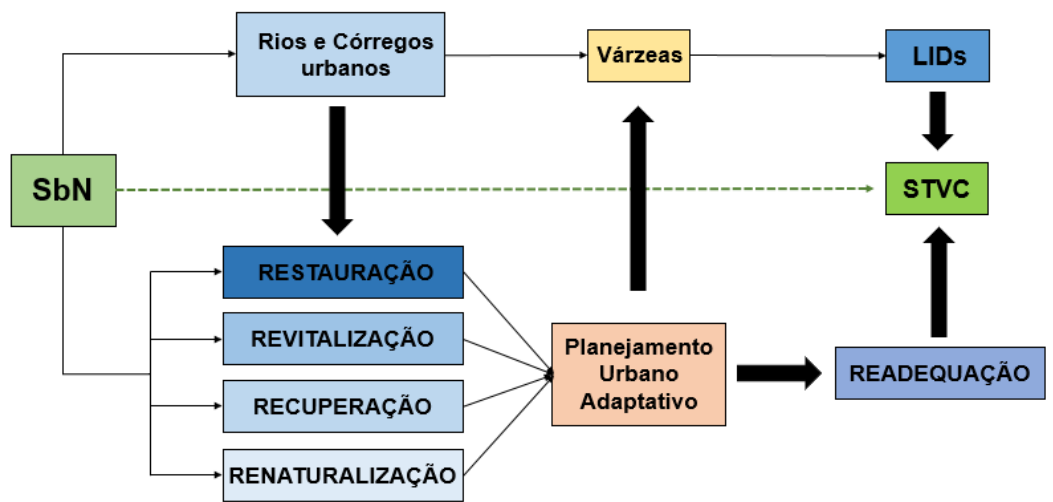 Rios e Córregos
urbanos
Várzeas
LIDs
SbN
STVC
RESTAURAÇÃO
REVITALIZAÇÃO
RECUPERAÇÃO
RENATURALIZAÇÃO
Planejamento
Urbano
Adaptativo
READEQUAÇÃO